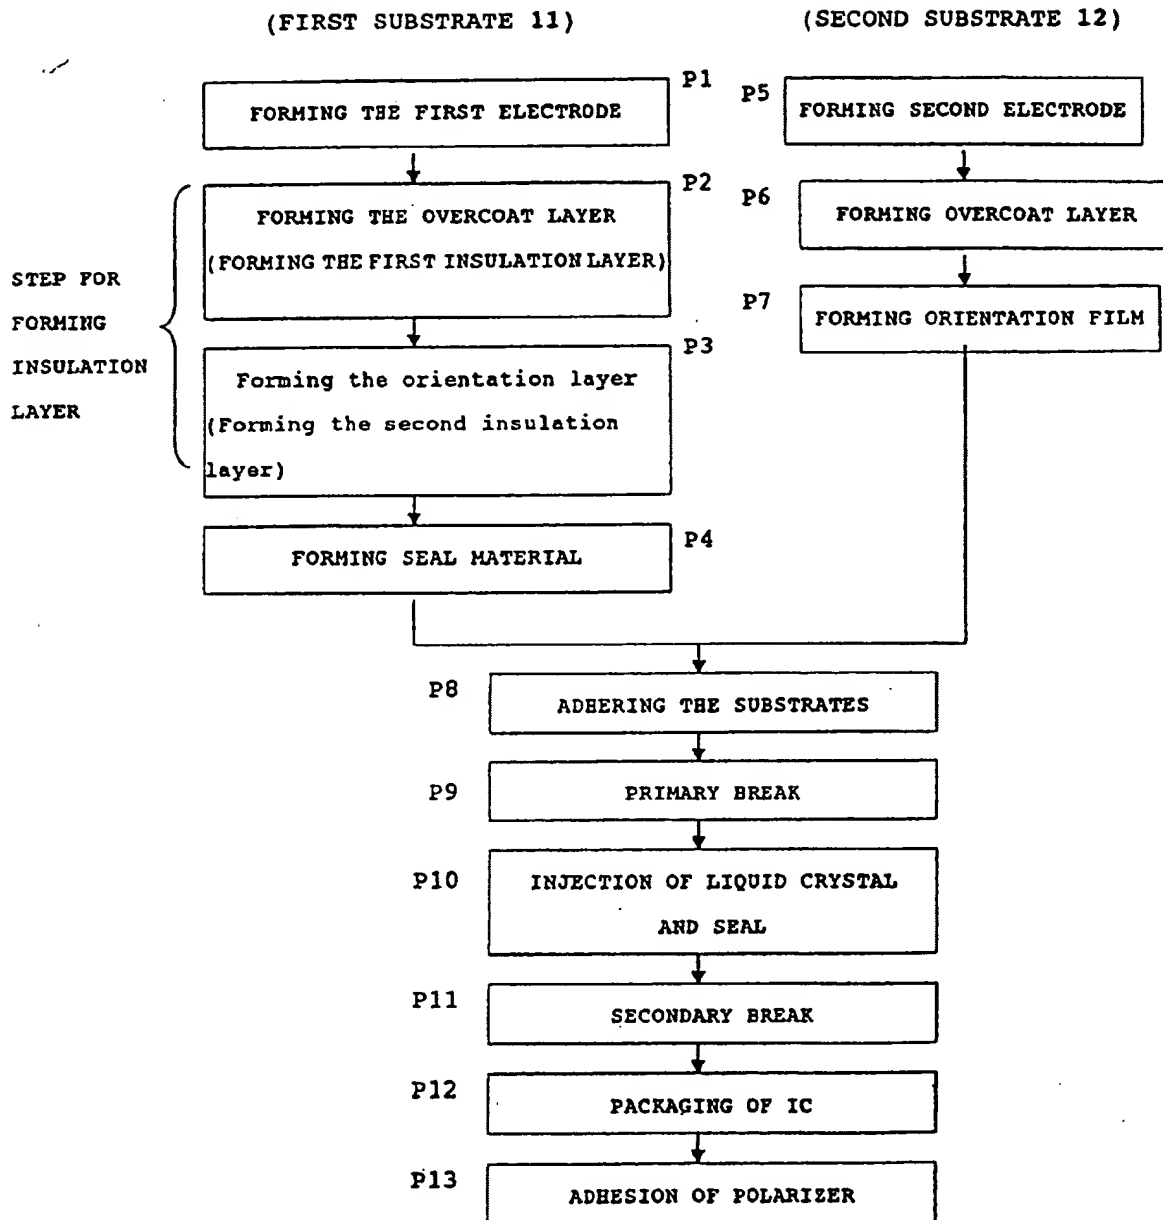 (FIRST SUBSTRATE 11)
(SECOND SUBSTRATE 12)
P1
FORMING THE FIRST ELECTRODE
P2
FORMING THE OVERCOAT LAYER
(FORMING THE FIRST INSULATION LAYER)
STEP FOR
FORMING
INSULATION
LAYER
P3
Forming the orientation layer
(Forming the second insulation
layer)
P4
FORMING SEAL MATERIAL
P5
FORMING SECOND ELECTRODE
P6
FORMING OVERCOAT LAYER
P7
FORMING ORIENTATION FILM
P8
ADHERING THE SUBSTRATES
P9
PRIMARY BREAK
P10
INJECTION OF LIQUID CRYSTAL
AND SEAL
P11
SECONDARY BREAK
P12
PACKAGING OF IC
P13
ADHESION OF POLARIZER